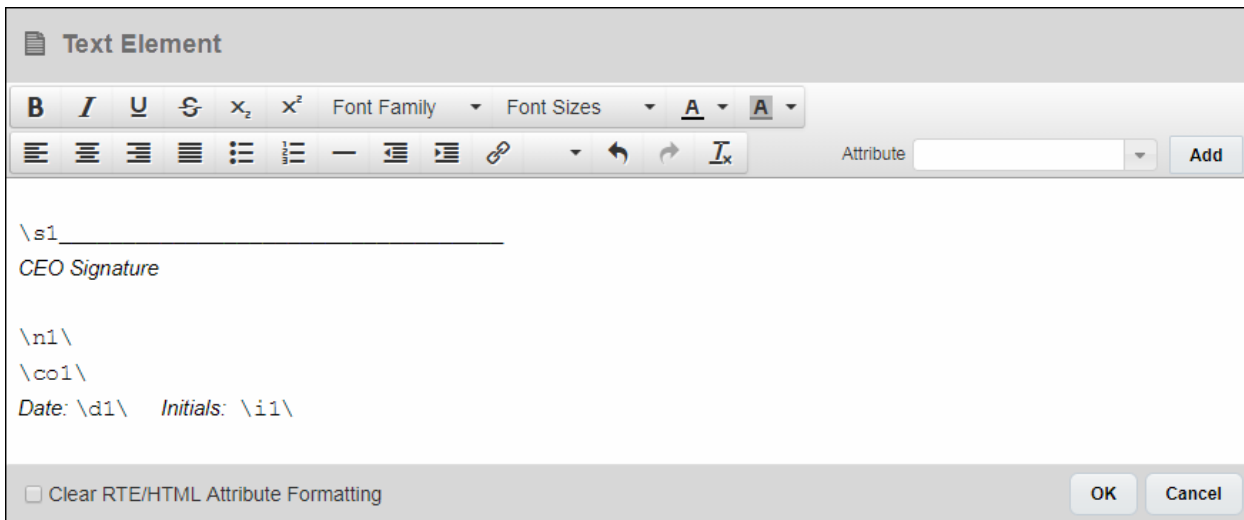 Text Element
B I U S x₂ x² Font Family Font Sizes A A
Attribute Add
\s1___________________________________
CEO Signature
\n1\
\co1\
Date: \d1\ Initials: \i1\
Clear RTE/HTML Attribute Formatting OK Cancel